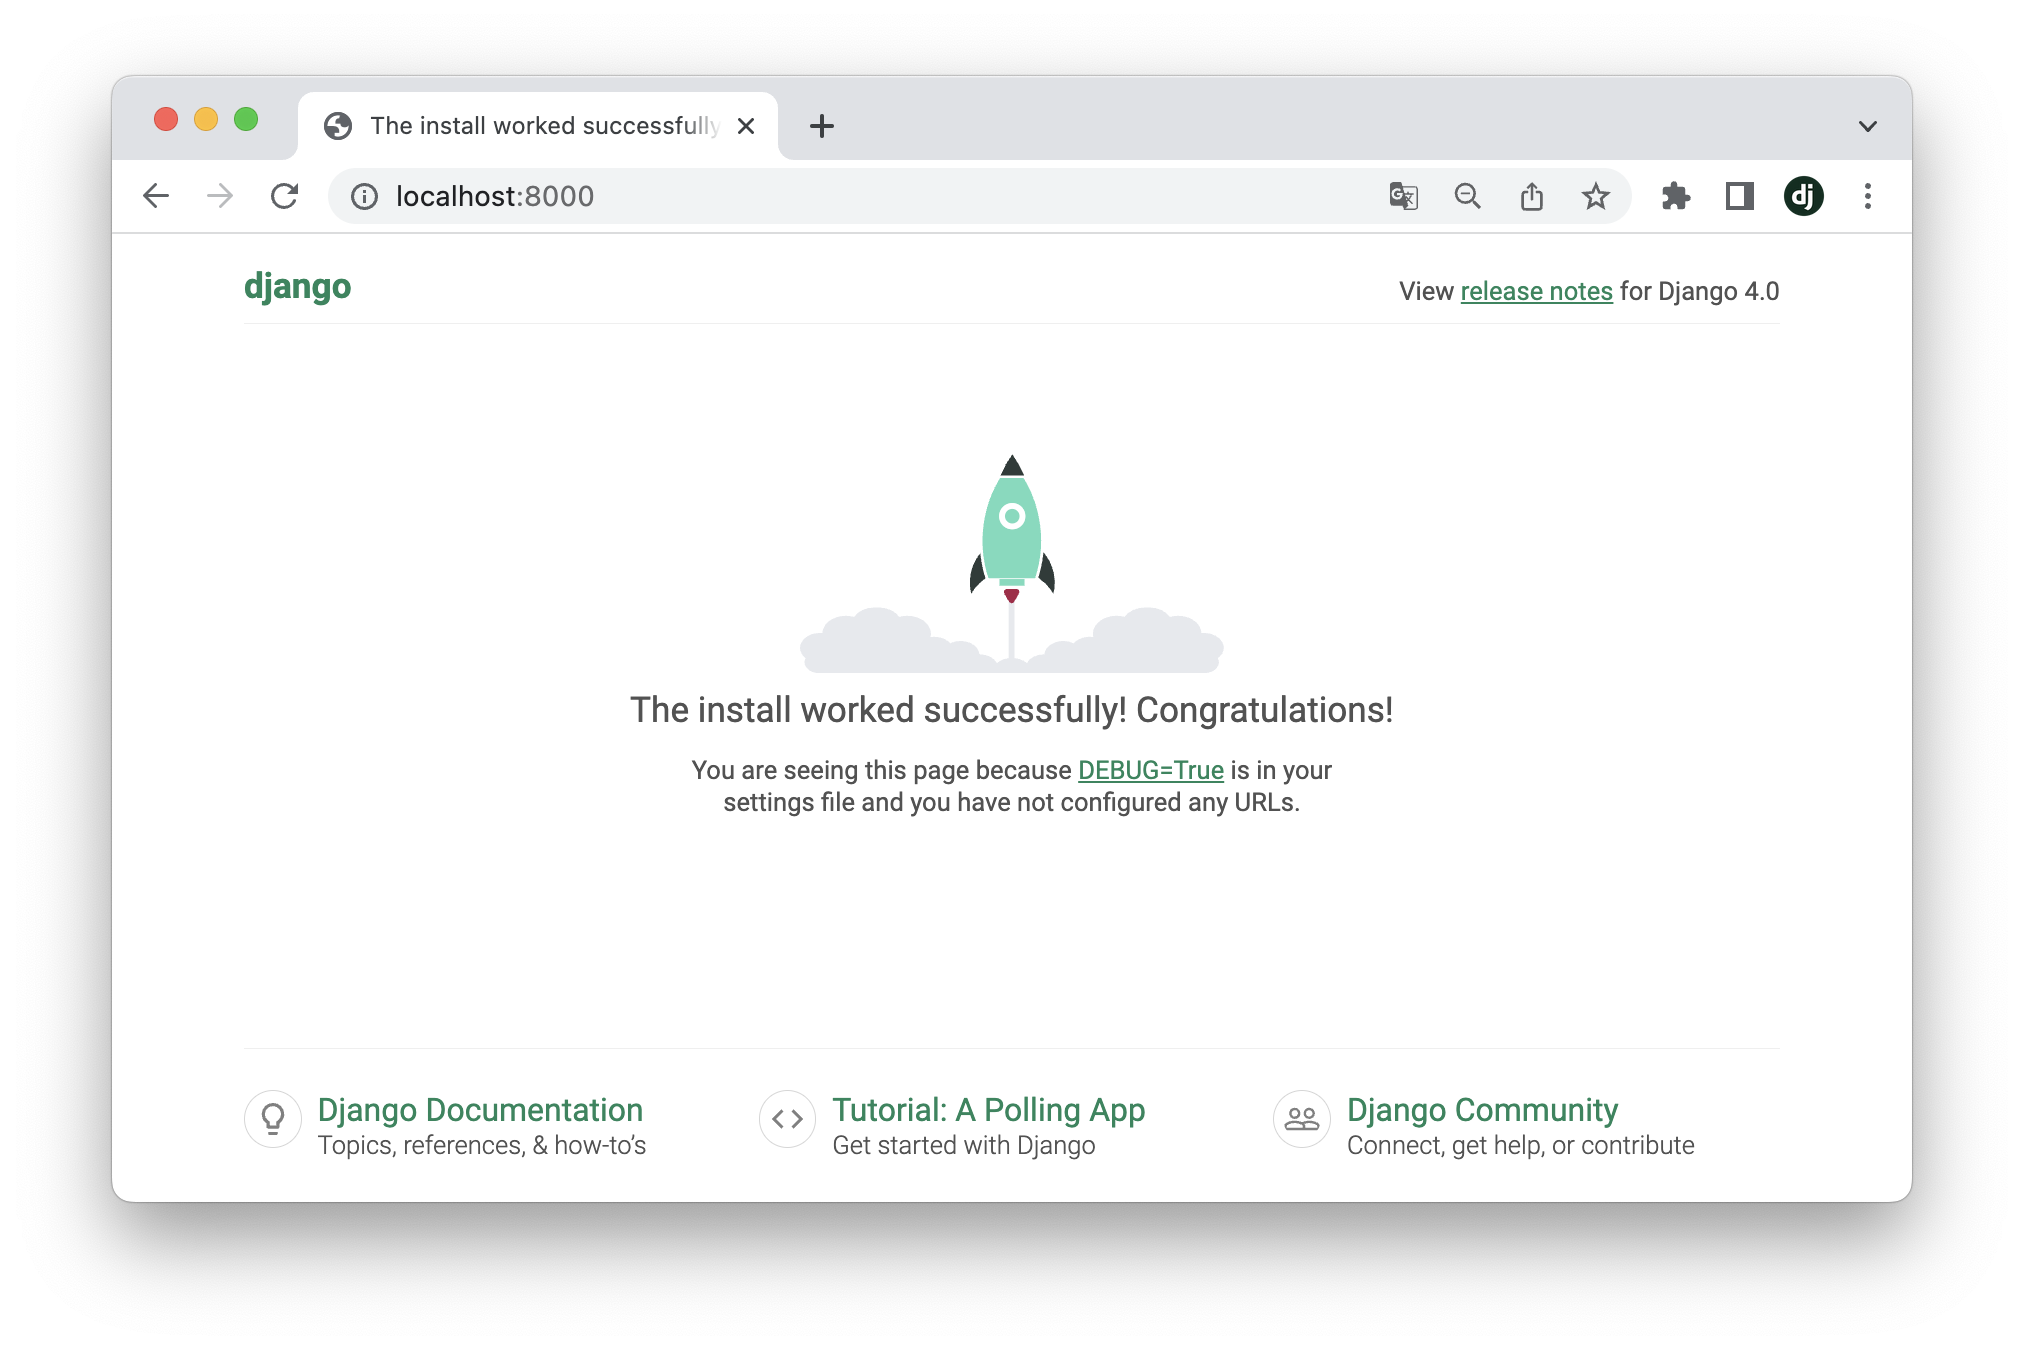 The install worked successfully
localhost:8000
dj
django
View release notes for Django 4.0
The install worked successfully! Congratulations!
You are seeing this page because DEBUG=True is in your
settings file and you have not configured any URLs.
Django Documentation
Topics, references, & how-to’s
Tutorial: A Polling App
Get started with Django
Django Community
Connect, get help, or contribute